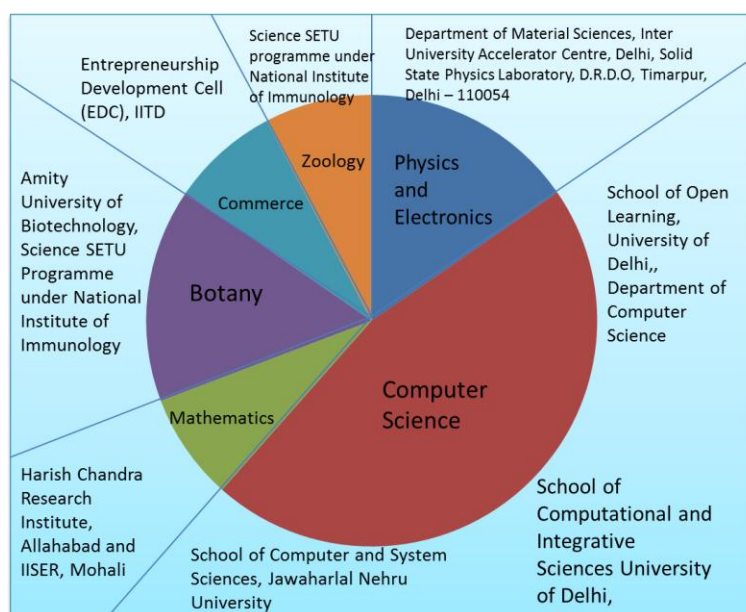 Entrepreneurship
Development Cell
(EDC), IITD
Science SETU
programme under
National Institute
of Immunology
Department of Material Sciences, Inter
University Accelerator Centre, Delhi, Solid
State Physics Laboratory, D.R.D.O, Timarpur,
Delhi – 110054
Zoology
Physics
and
Electronics
Commerce
Amity
University of
Biotechnology,
Science SETU
Programme
under National
Institute of
Immunology
Botany
School of Open
Learning,
University of
Delhi,,
Department of
Computer
Science
Mathematics
Computer
Science
Harish Chandra
Research
Institute,
Allahabad and
IISER, Mohali
School of Computer and System
Sciences, Jawaharlal Nehru
University
School of
Computational and
Integrative
Sciences University
of Delhi,